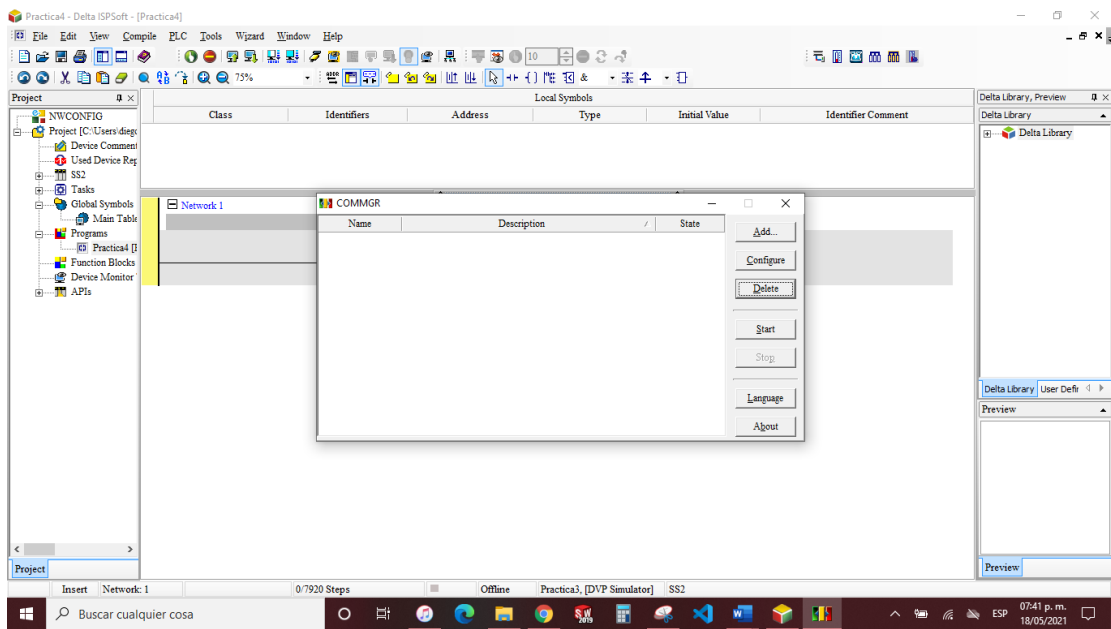 Practica4 - Delta ISPSoft - [Practica4]
File Edit View Compile PLC Tools Wizard Window Help
10
75%
Project
NWCONFIG
Project [C:\Users\dieg
Device Comment
Used Device Rep
SS2
Tasks
Global Symbols
Main Table
Programs
Practica4 [P
Function Blocks
Device Monitor
APIs
Project
Local Symbols
Class Identifiers Address Type Initial Value Identifier Comment
Network 1
COMMGR
Name Description / State
Add...
Configure
Delete
Start
Stop
Language
About
Delta Library, Preview
Delta Library
Delta Library
Delta Library User Defir
Preview
Preview
Insert Network: 1 0/7920 Steps Offline Practica3, [DVP Simulator] SS2
Buscar cualquier cosa
ESP
07:41 p. m.
18/05/2021